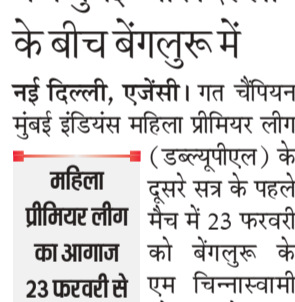 के बीच बेंगलुरू में
नई दिल्ली, एजेंसी। गत चैंपियन
मुंबई इंडियंस महिला प्रीमियर लीग
(डब्ल्यूपीएल) के
दूसरे सत्र के पहले
मैच में 23 फरवरी
को बेंगलुरू के
एम चिन्नास्वामी
महिला
प्रीमियर लीग
का आगाज
23 फरवरी से